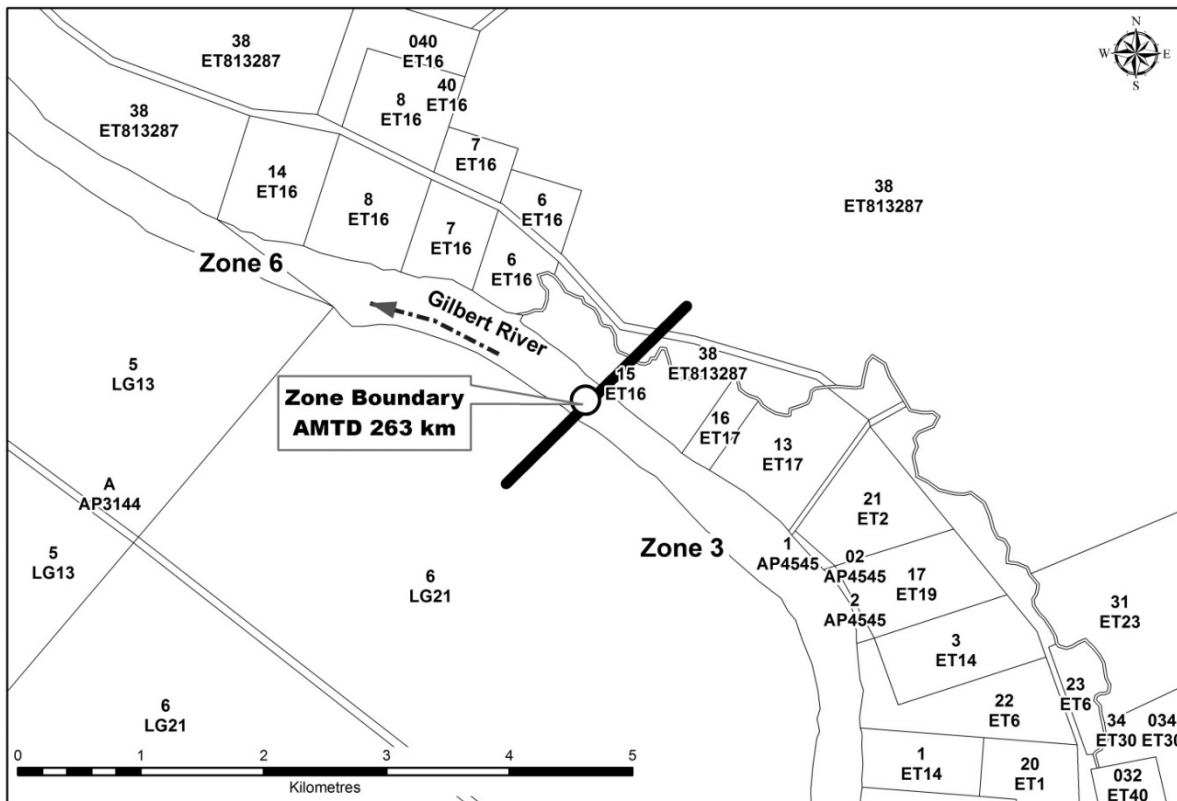 38
ET813287
040
ET16
N
W
E
S
40
ET16
8
ET16
38
ET813287
7
ET16
14
ET16
38
ET813287
8
ET16
6
ET16
7
ET16
6
ET16
Zone 6
Gilbert River
5
LG13
38
ET813287
15
ET16
Zone Boundary
AMTD 263 km
16
ET17
13
ET17
A
AP3144
21
ET2
Zone 3
1
AP4545
02
AP4545
5
LG13
6
LG21
17
ET19
2
AP4545
31
ET23
3
ET14
23
ET6
6
LG21
22
ET6
34
ET30
034
ET30
1
ET14
20
ET1
032
ET40
0
1
2
3
4
5
Kilometres